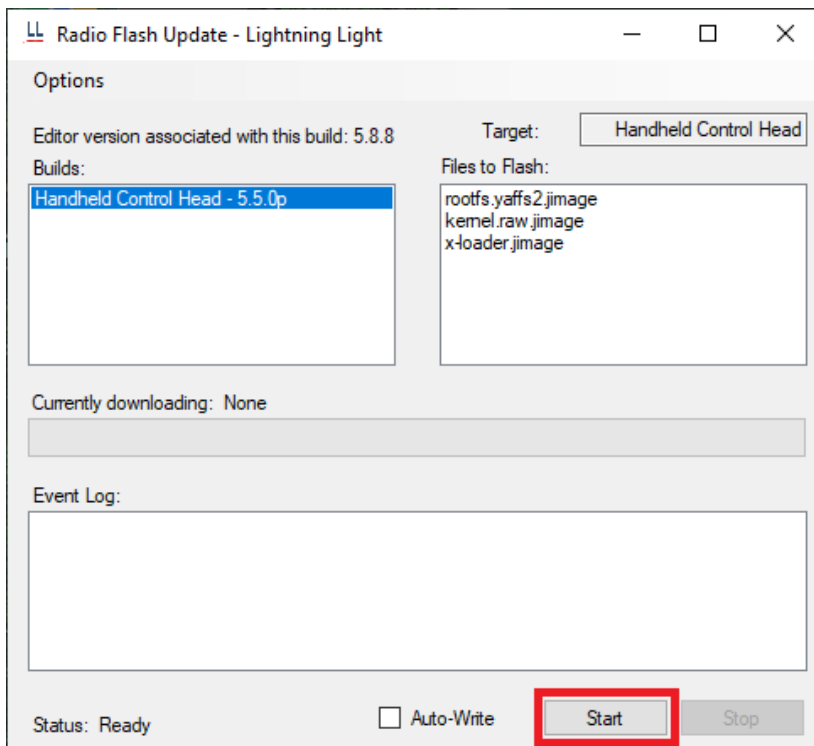 LL Radio Flash Update - Lightning Light
Options
Editor version associated with this build: 5.8.8
Target: Handheld Control Head
Builds:
Handheld Control Head - 5.5.0p
Files to Flash:
rootfs.yaffs2.jimage
kernel.raw.jimage
x-loader.jimage
Currently downloading: None
Event Log:
Status: Ready
Auto-Write
Start
Stop